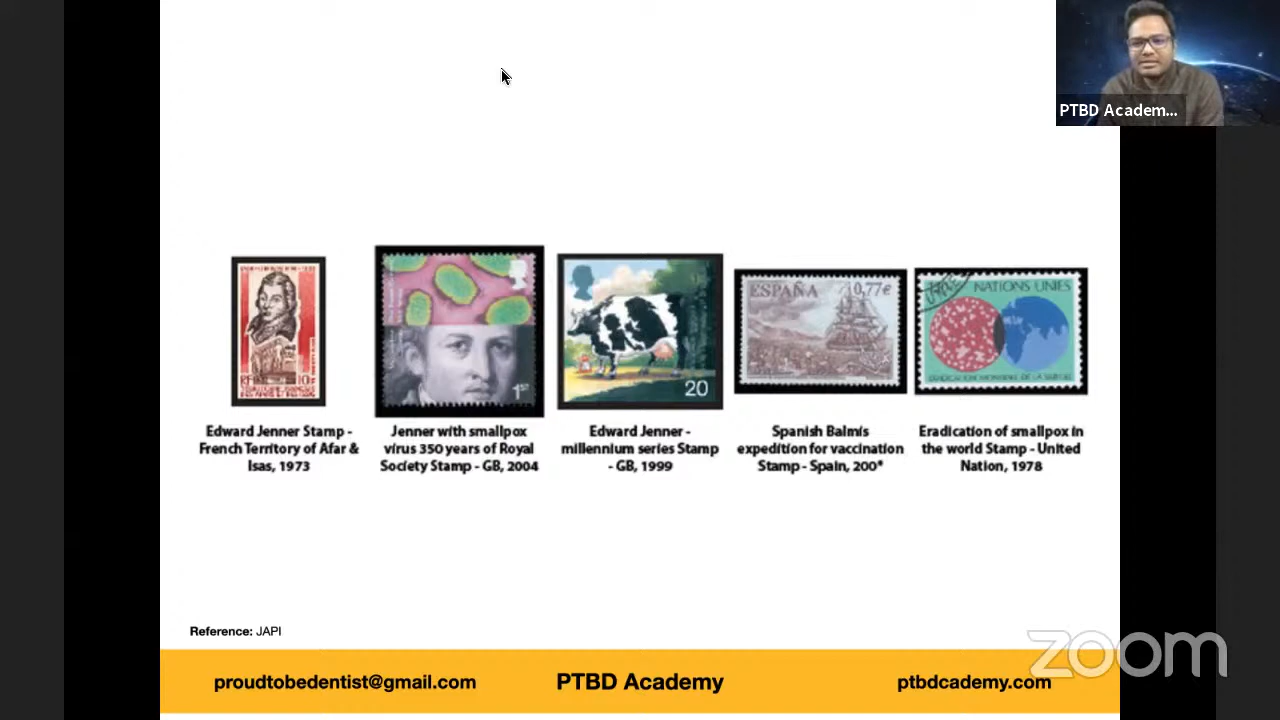 PTBD Academ...
1st
20
ESPAÑA 0,77€
NATIONS UNIES
Edward Jenner Stamp -
French Territory of Afar &
Isas, 1973
Jenner with smallpox
virus 350 years of Royal
Society Stamp - GB, 2004
Edward Jenner -
millennium series Stamp
- GB, 1999
Spanish Balmis
expedition for vaccination
Stamp - Spain, 200*
Eradication of smallpox in
the world Stamp - United
Nation, 1978
Reference: JAPI
zoom
proudtobedentist@gmail.com
PTBD Academy
ptbdcademy.com